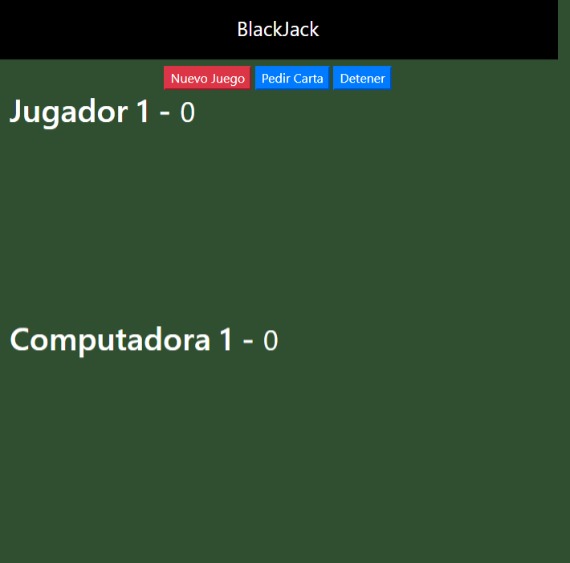 BlackJack
Nuevo Juego Pedir Carta Detener
Jugador 1 - 0
Computadora 1 - 0